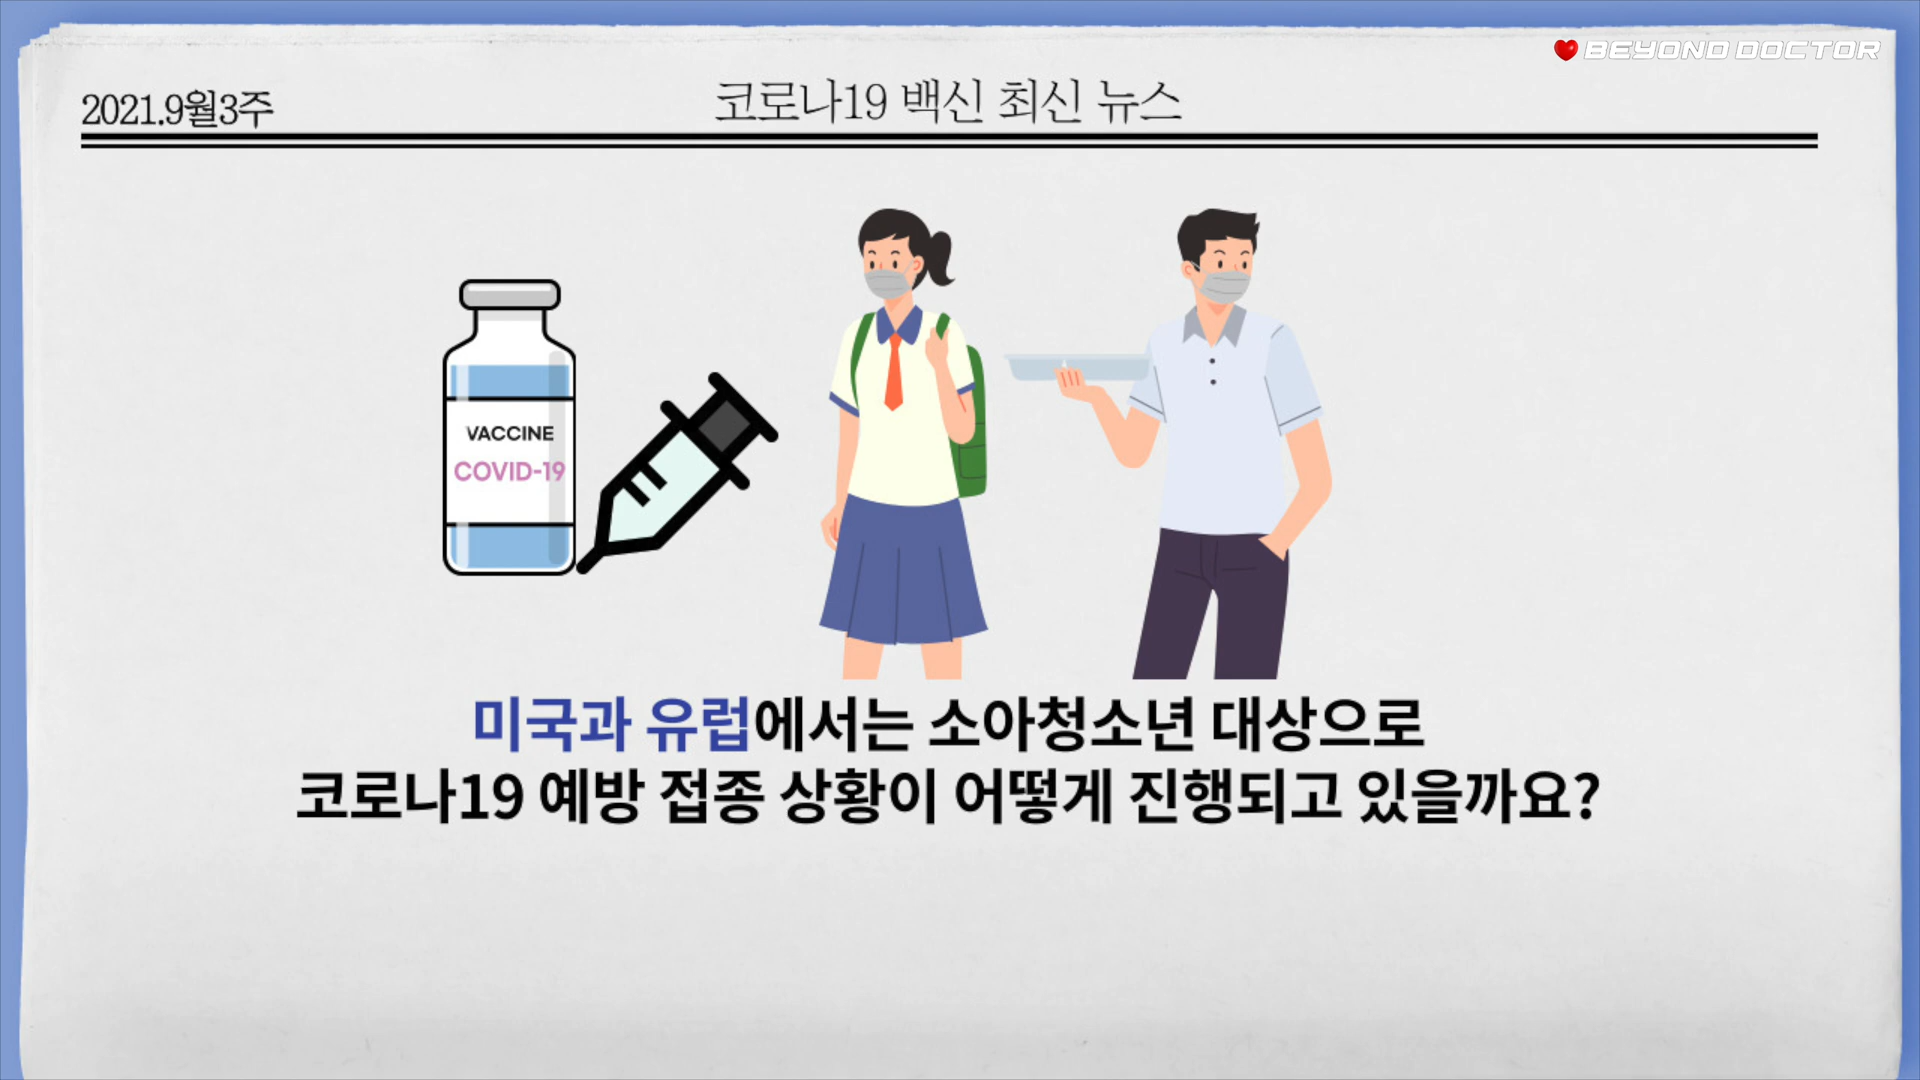 BEYOND DOCTOR
2021.9월3주
코로나19 백신 최신 뉴스
VACCINE
COVID-19
미국과 유럽에서는 소아청소년 대상으로
코로나19 예방 접종 상황이 어떻게 진행되고 있을까요?